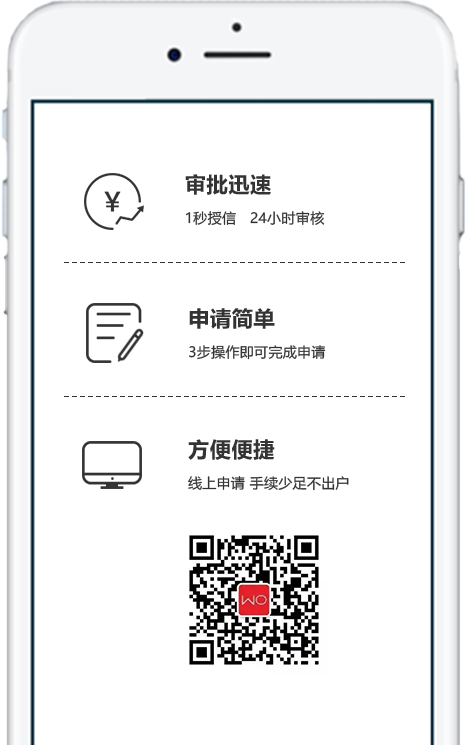 ¥
审批迅速
1秒授信 24小时审核
申请简单
3步操作即可完成申请
方便便捷
线上申请 手续少足不出户
WO